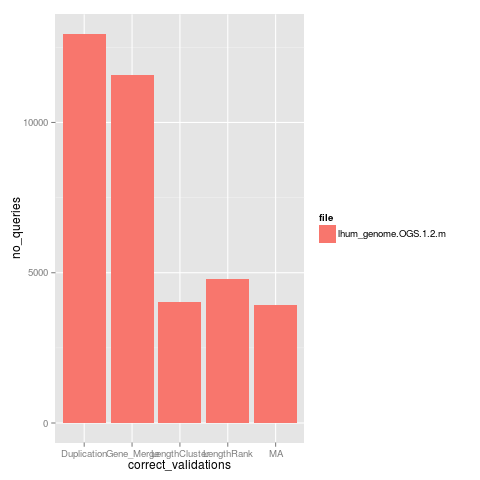 no_queries
10000
5000
0
Duplication Gene_Merge LengthCluster LengthRank MA
correct_validations
file
lhum_genome.OGS.1.2.m